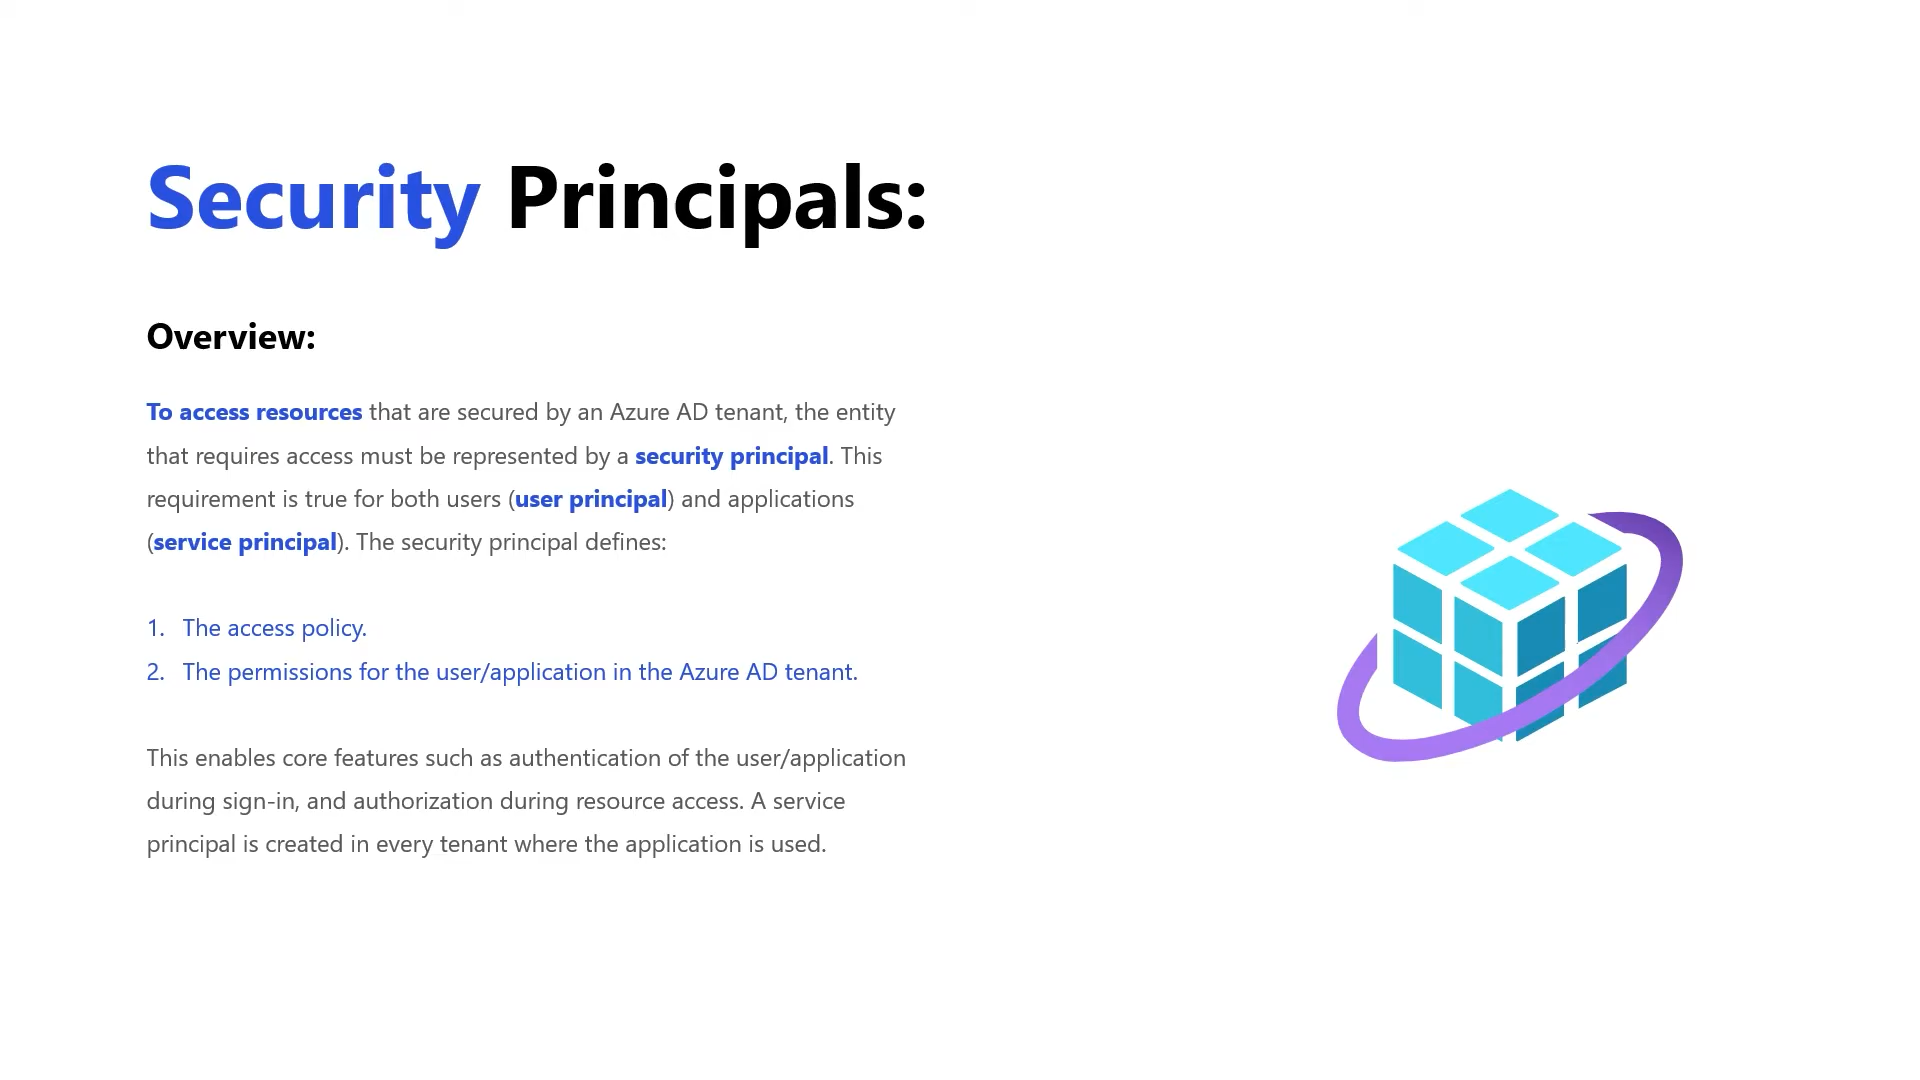 Security Principals:
Overview:
To access resources that are secured by an Azure AD tenant, the entity
that requires access must be represented by a security principal. This
requirement is true for both users (user principal) and applications
(service principal). The security principal defines:
1. The access policy.
2. The permissions for the user/application in the Azure AD tenant.
This enables core features such as authentication of the user/application
during sign-in, and authorization during resource access. A service
principal is created in every tenant where the application is used.